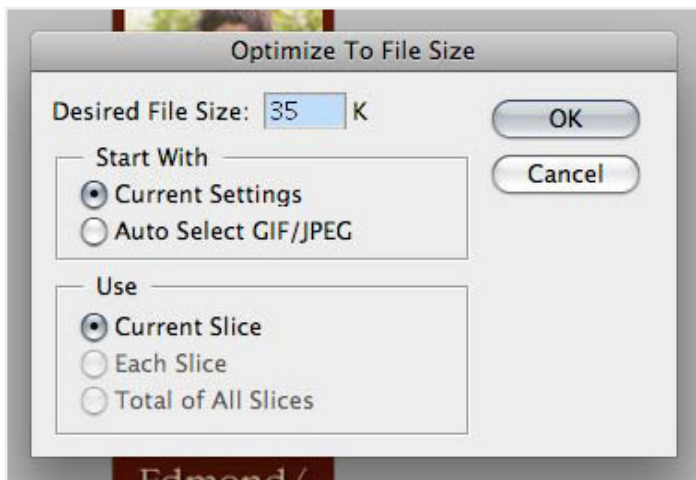 Optimize To File Size
Desired File Size: 35 K
OK
Start With
Cancel
Current Settings
Auto Select GIF/JPEG
Use
Current Slice
Each Slice
Total of All Slices
Edmond/